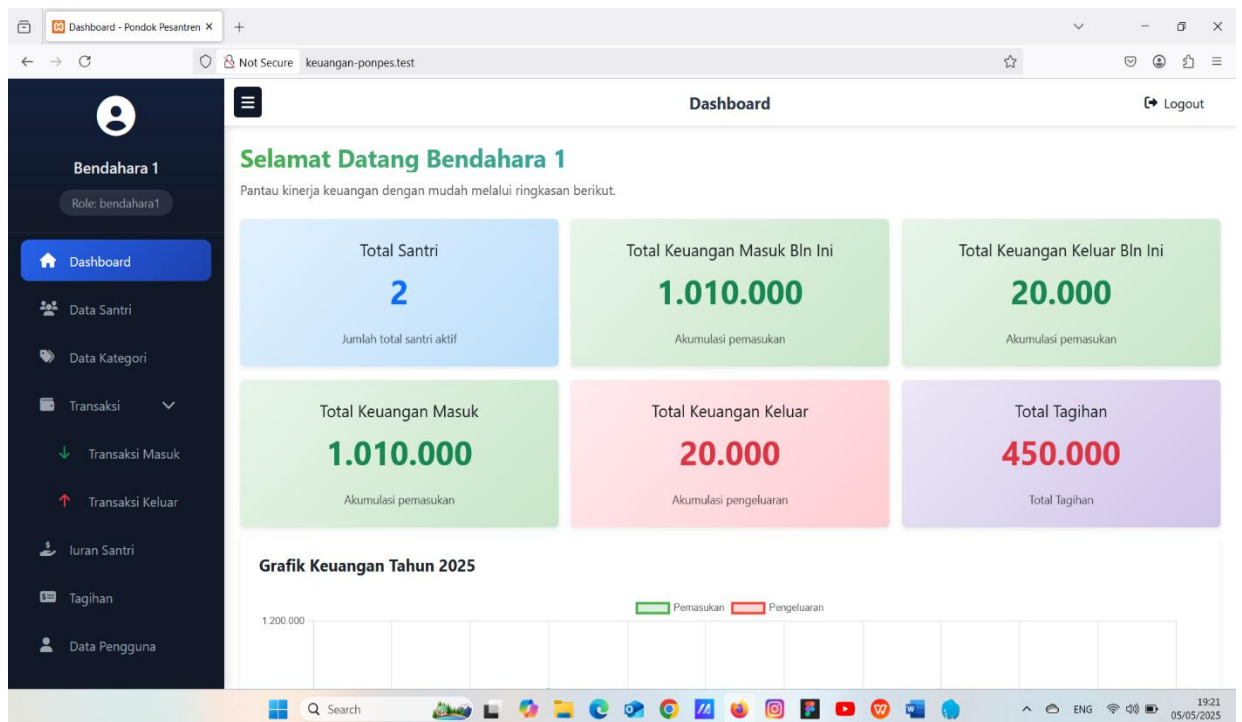 Dashboard - Pondok Pesantren
Not Secure keuangan-ponpes.test
Bendahara 1
Role: bendahara1
Dashboard
Data Santri
Data Kategori
Transaksi
Transaksi Masuk
Transaksi Keluar
Iuran Santri
Tagihan
Data Pengguna
Dashboard
Logout
Selamat Datang Bendahara 1
Pantau kinerja keuangan dengan mudah melalui ringkasan berikut.
Total Santri
2
Jumlah total santri aktif
Total Keuangan Masuk Bln Ini
1.010.000
Akumulasi pemasukan
Total Keuangan Keluar Bln Ini
20.000
Akumulasi pemasukan
Total Keuangan Masuk
1.010.000
Akumulasi pemasukan
Total Keuangan Keluar
20.000
Akumulasi pengeluaran
Total Tagihan
450.000
Total Tagihan
Grafik Keuangan Tahun 2025
Pemasukan Pengeluaran
1.200.000
Search
ENG
19:21
05/05/2025